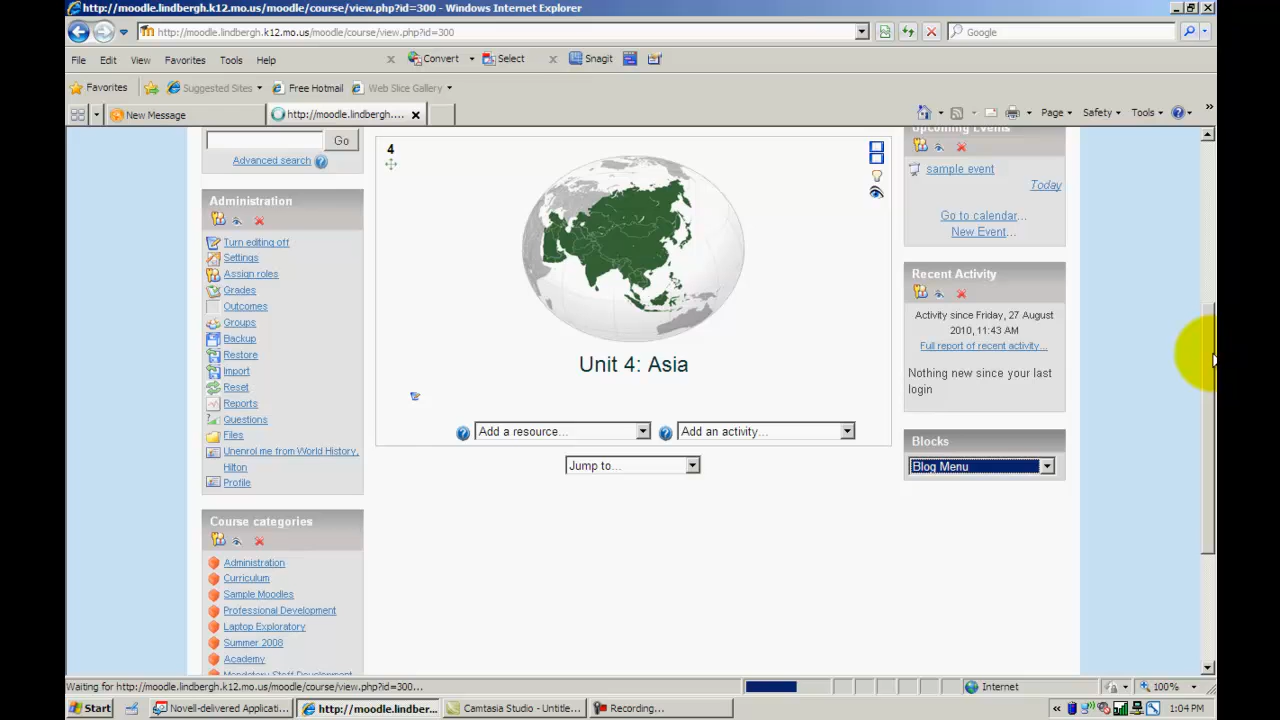 http://moodle.lindbergh.k12.mo.us/moodle/course/view.php?id=300 - Windows Internet Explorer
http://moodle.lindbergh.k12.mo.us/moodle/course/view.php?id=300
Google
File Edit View Favorites Tools Help
Convert Select Snagit
Favorites Suggested Sites Free Hotmail Web Slice Gallery
New Message http://moodle.lindbergh....
Page Safety Tools
Go
Advanced search
Administration
Turn editing off
Settings
Assign roles
Grades
Outcomes
Groups
Backup
Restore
Import
Reset
Reports
Questions
Files
Unenrol me from World History,
Hilton
Profile
Course categories
Administration
Curriculum
Sample Moodles
Professional Development
Laptop Exploratory
Summer 2008
Academy
Mandatory Staff Development
4
Unit 4: Asia
Add a resource... Add an activity...
Jump to...
Upcoming Events
sample event
Today
Go to calendar...
New Event...
Recent Activity
Activity since Friday, 27 August
2010, 11:43 AM
Full report of recent activity...
Nothing new since your last
login
Blocks
Blog Menu
Waiting for http://moodle.lindbergh.k12.mo.us/moodle/course/view.php?id=300...
Internet
100%
Start Novell-delivered Applicati... http://moodle.lindber... Camtasia Studio - Untitle... Recording... 1:04 PM